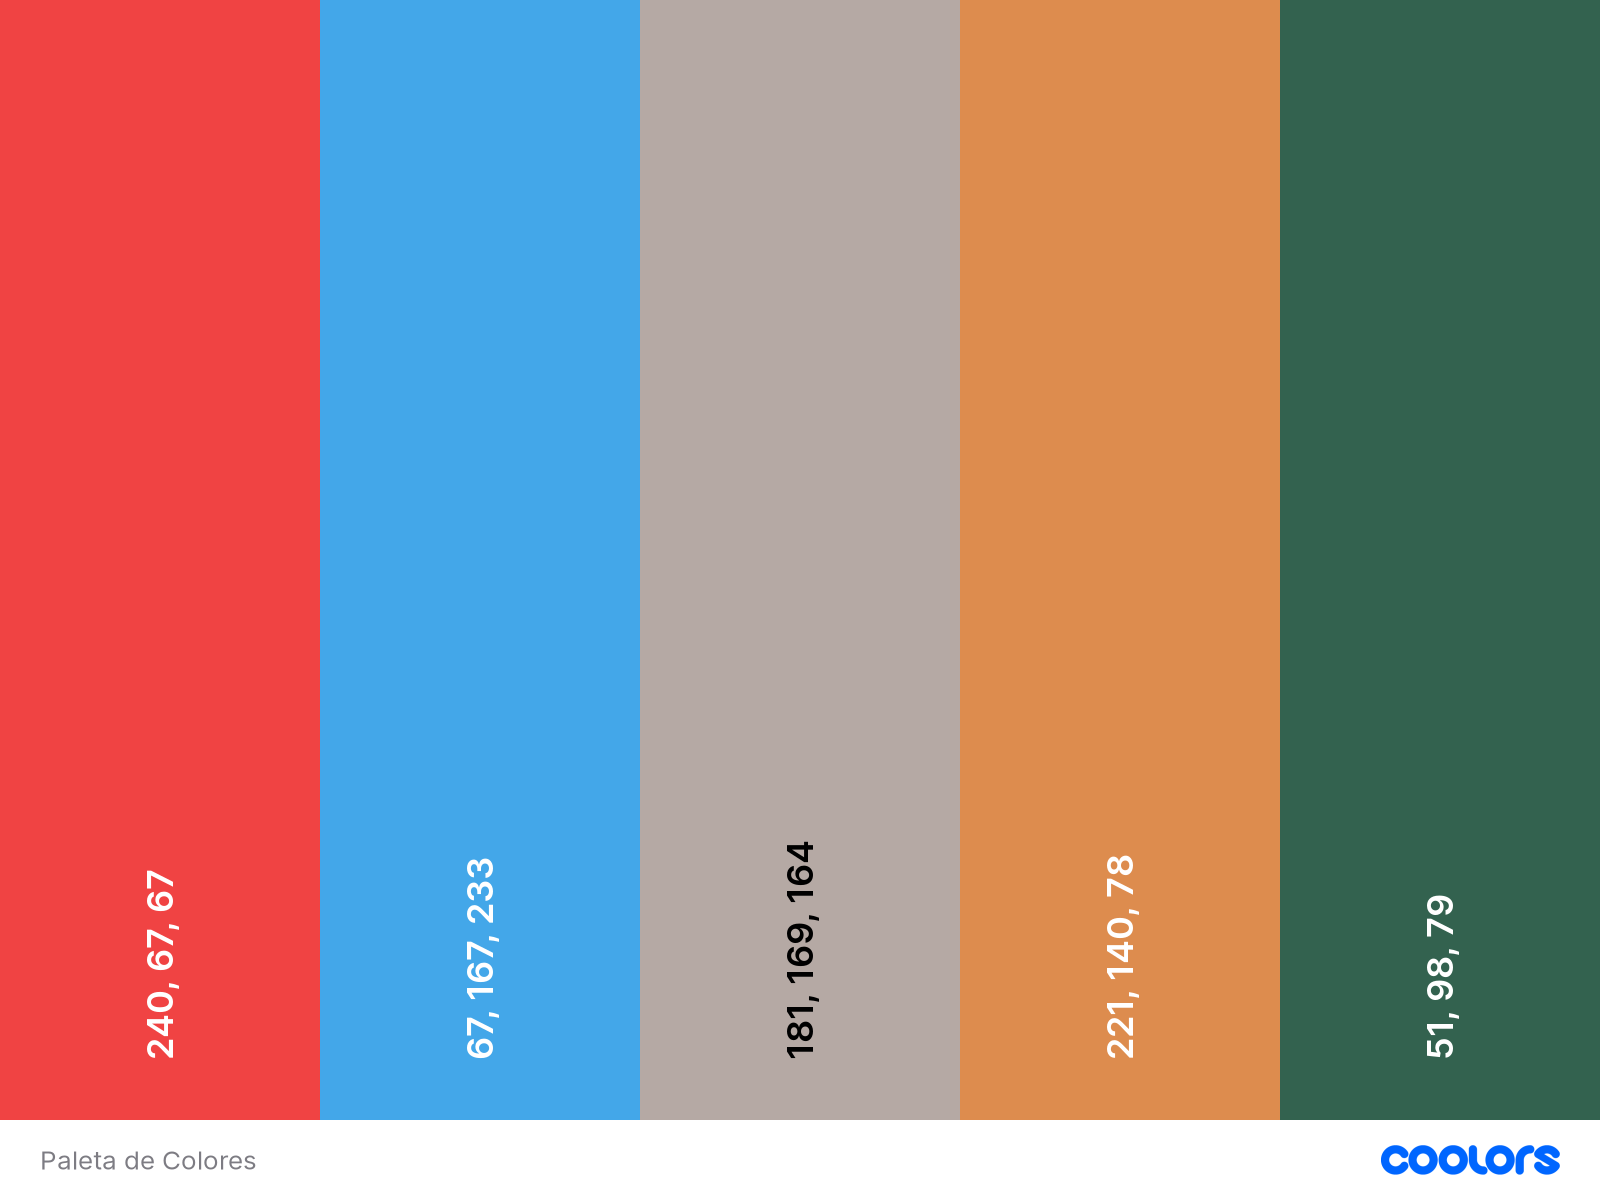 240, 67, 67
67, 167, 233
181, 169, 164
221, 140, 78
51, 98, 79
Paleta de Colores
coolors